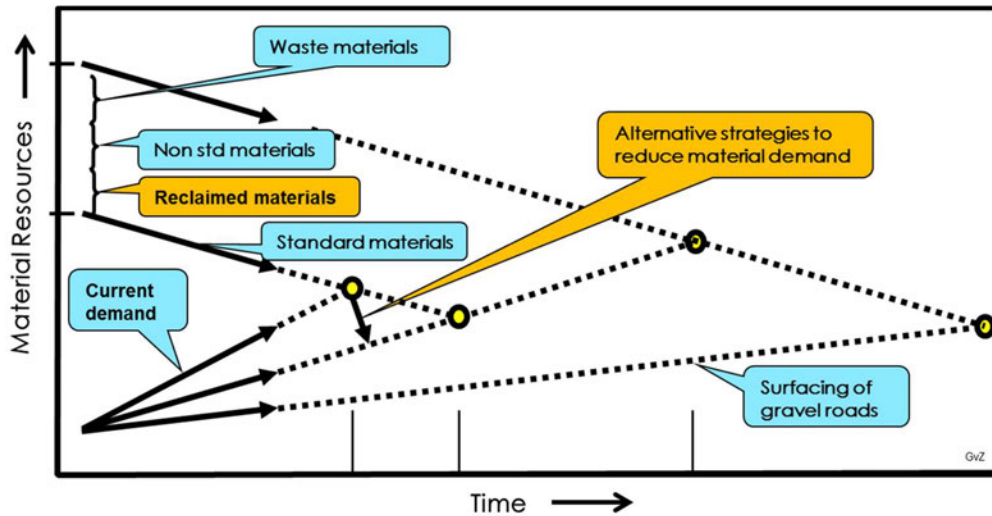 Waste materials
Non std materials
Reclaimed materials
Standard materials
Alternative strategies to
reduce material demand
Current
demand
Surfacing of
gravel roads
GvZ
Material Resources
Time